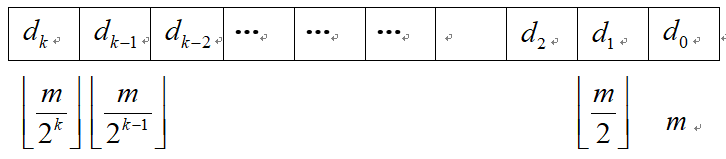 d_k d_{k-1} d_{k-2} ... ... ... d_2 d_1 d_0
⌊m/2^k⌋ ⌊m/2^{k-1}⌋ ⌊m/2⌋ m